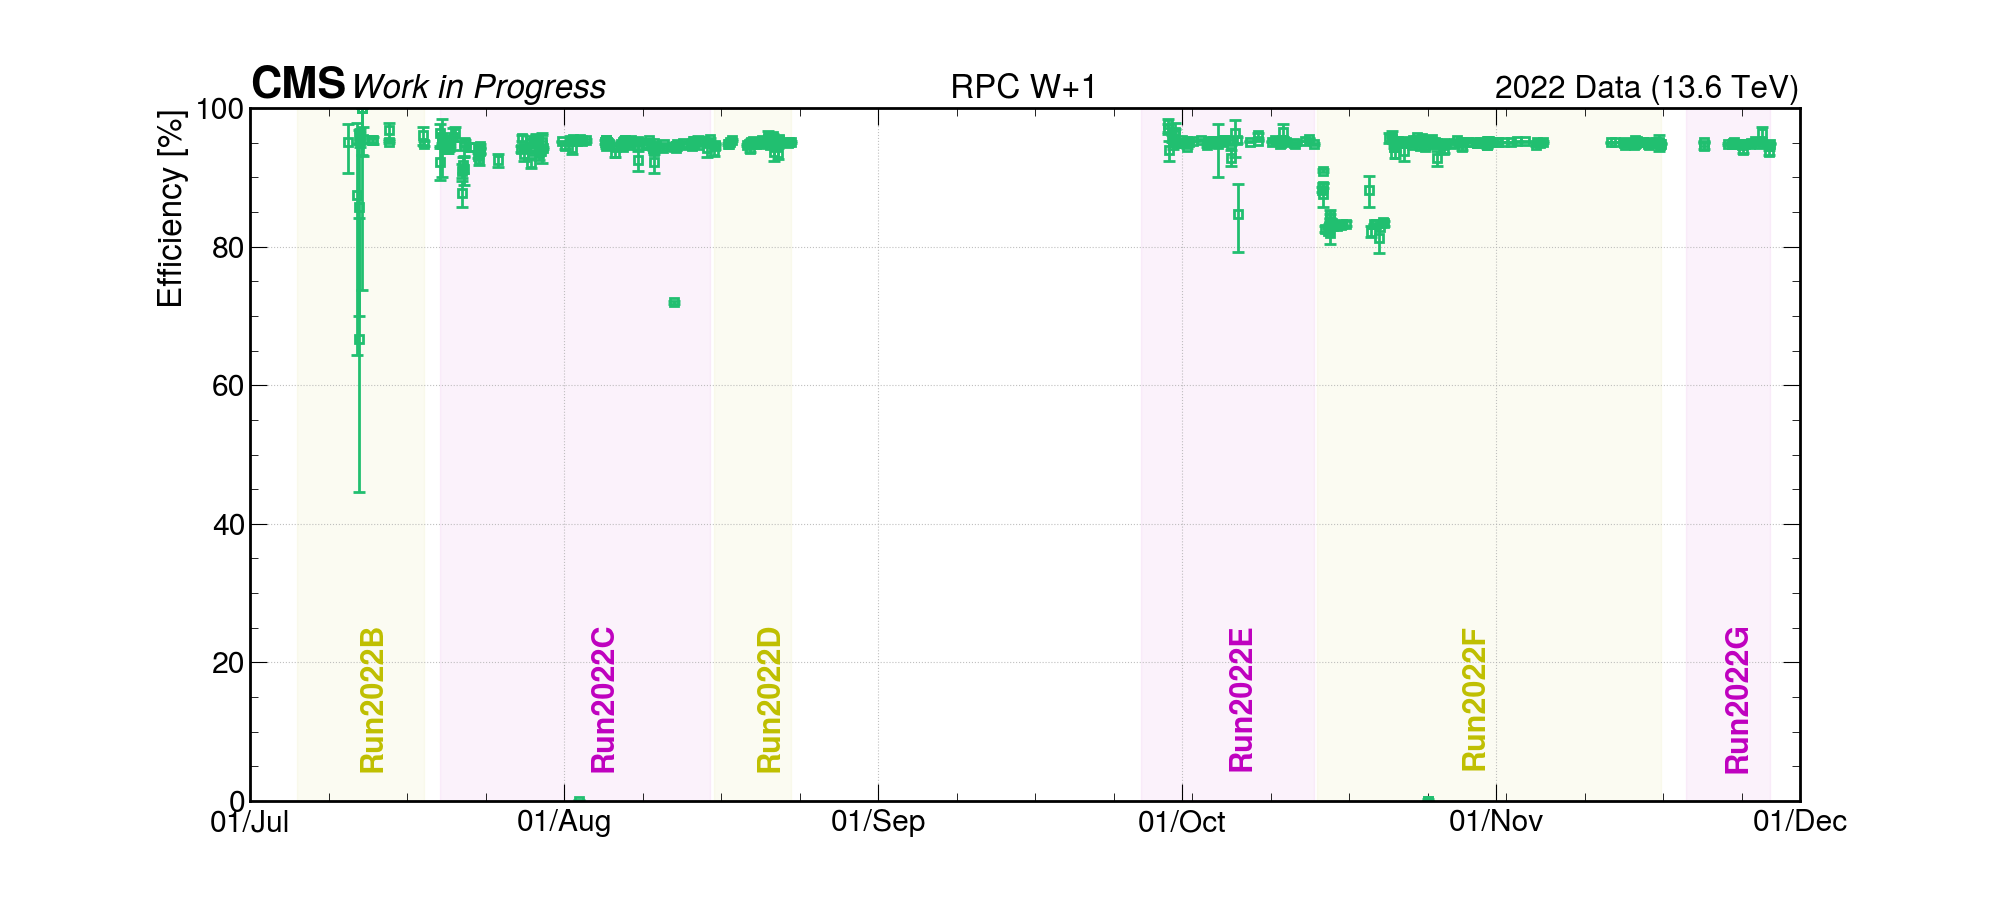 CMS Work in Progress RPC W+1 2022 Data (13.6 TeV)
Efficiency [%]
100
80
60
40
20
0
Run2022B
Run2022C
Run2022D
Run2022E
Run2022F
Run2022G
01/Jul 01/Aug 01/Sep 01/Oct 01/Nov 01/Dec